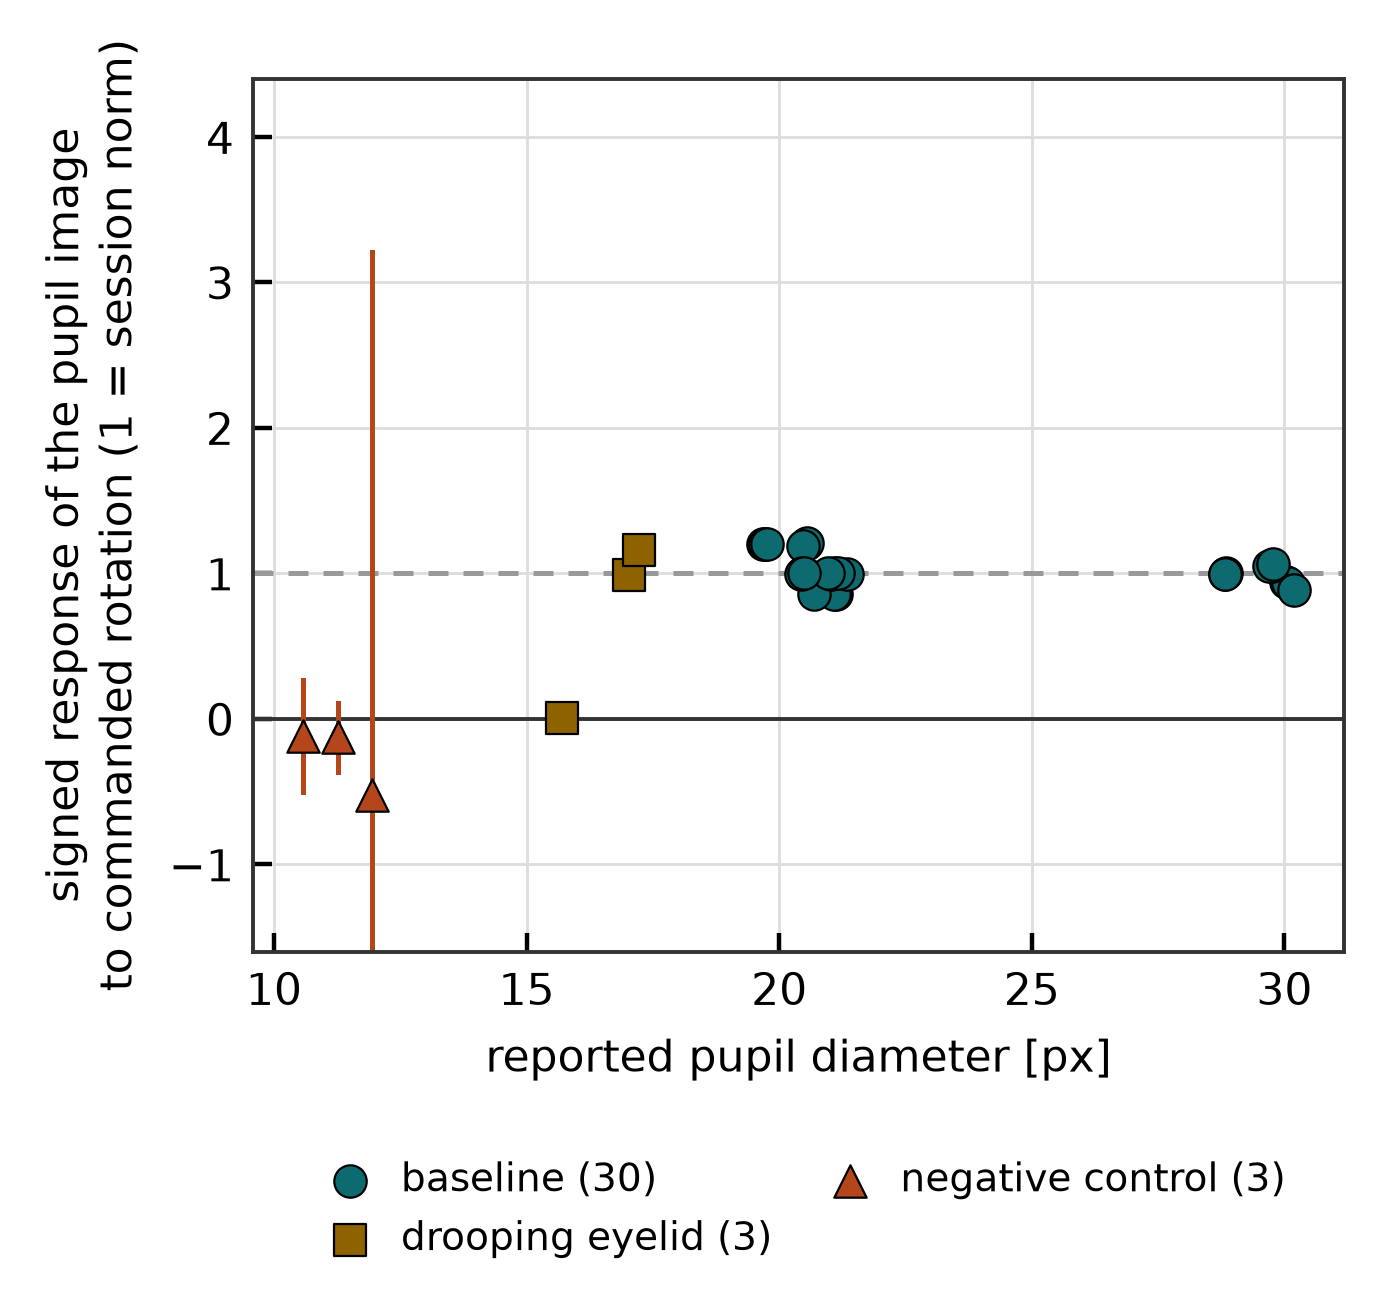 signed response of the pupil image
to commanded rotation (1 = session norm)
4
3
2
1
0
−1
10 15 20 25 30
reported pupil diameter [px]
baseline (30)
drooping eyelid (3)
negative control (3)